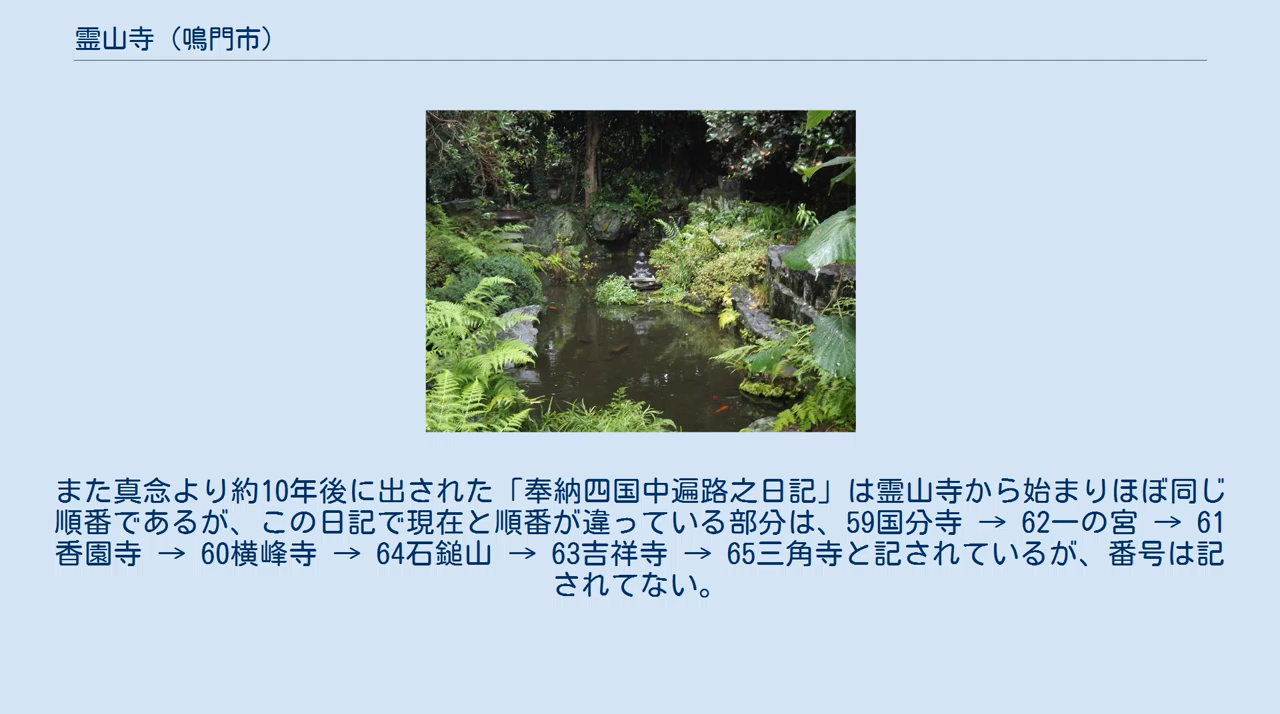 霊山寺（鳴門市）
また真念より約10年後に出された「奉納四国中遍路之日記」は霊山寺から始まりほぼ同じ
順番であるが、この日記で現在と順番が違っている部分は、59国分寺 → 62一の宮 → 61
香園寺 → 60横峰寺 → 64石鎚山 → 63吉祥寺 → 65三角寺と記されているが、番号は記
されてない。